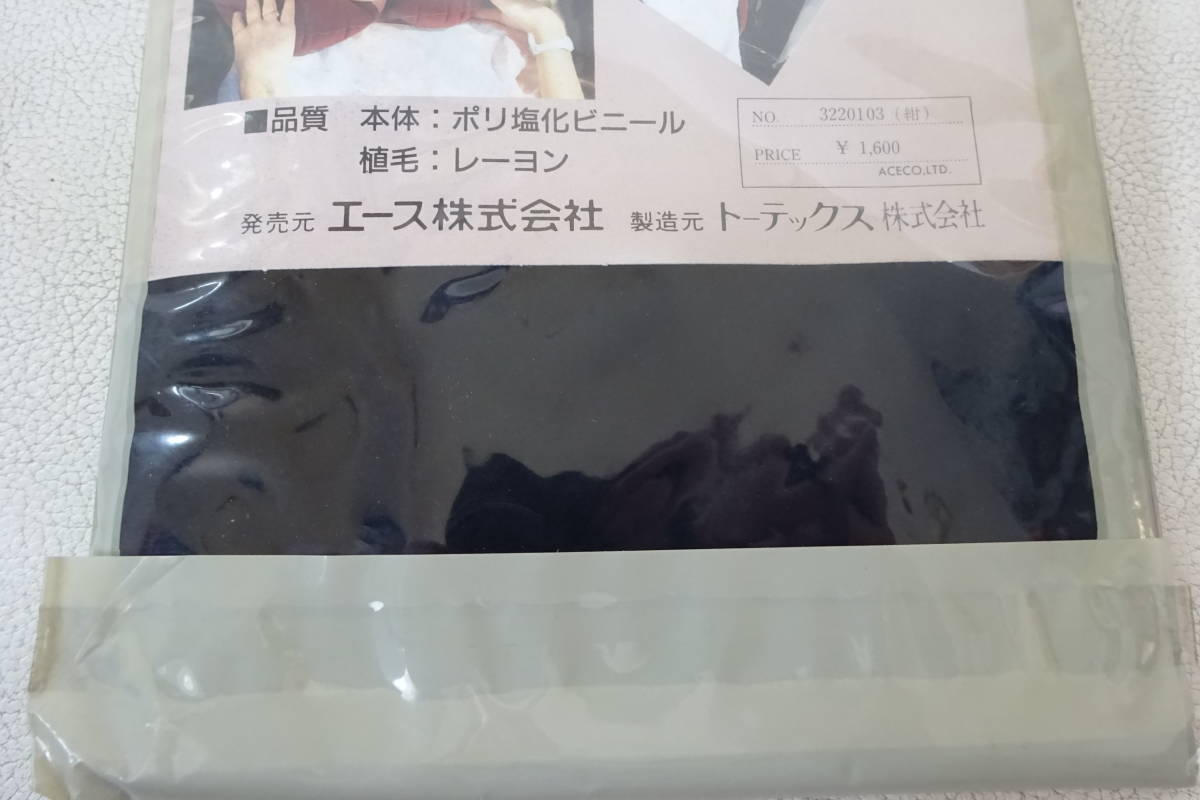 ■品質 本体：ポリ塩化ビニール
植毛：レーヨン
NO. 3220103（紺）
PRICE ¥ 1,600
ACECO,LTD.
発売元 エース株式会社 製造元 トーテックス株式会社